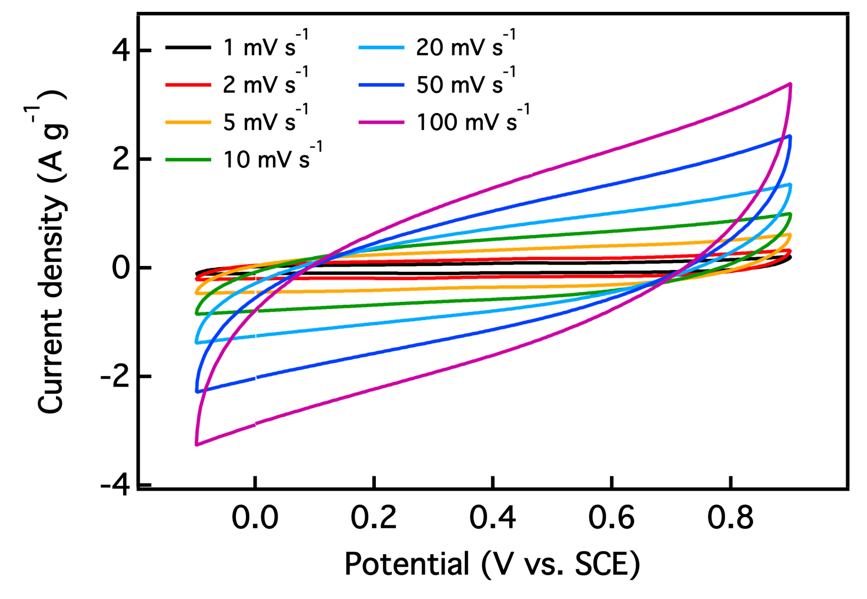 Current density (A g⁻¹)
4
2
0
-2
-4
1 mV s⁻¹
2 mV s⁻¹
5 mV s⁻¹
10 mV s⁻¹
20 mV s⁻¹
50 mV s⁻¹
100 mV s⁻¹
0.0 0.2 0.4 0.6 0.8
Potential (V vs. SCE)